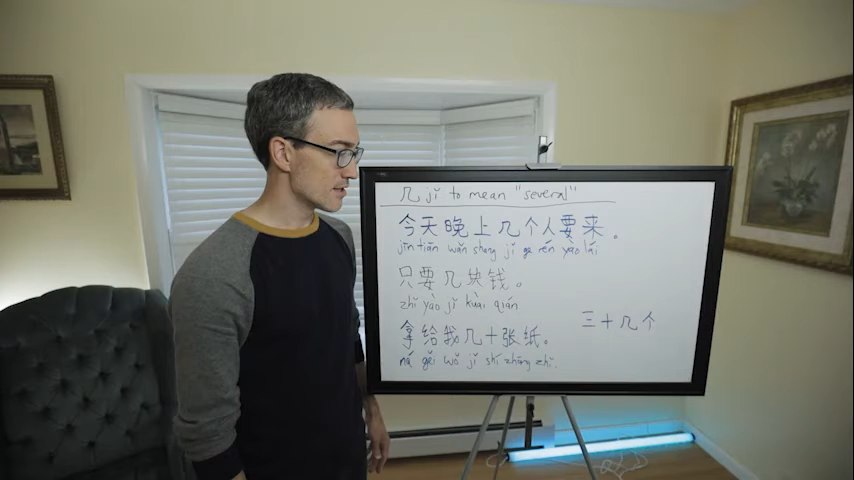 几 jǐ to mean "several"
今天晚上几个人要来。
jīn tiān wǎn shang jǐ ge rén yào lái
只要几块钱。
zhǐ yào jǐ kuài qián
拿给我几十张纸。
ná gěi wǒ jǐ shí zhāng zhǐ.
三十几个